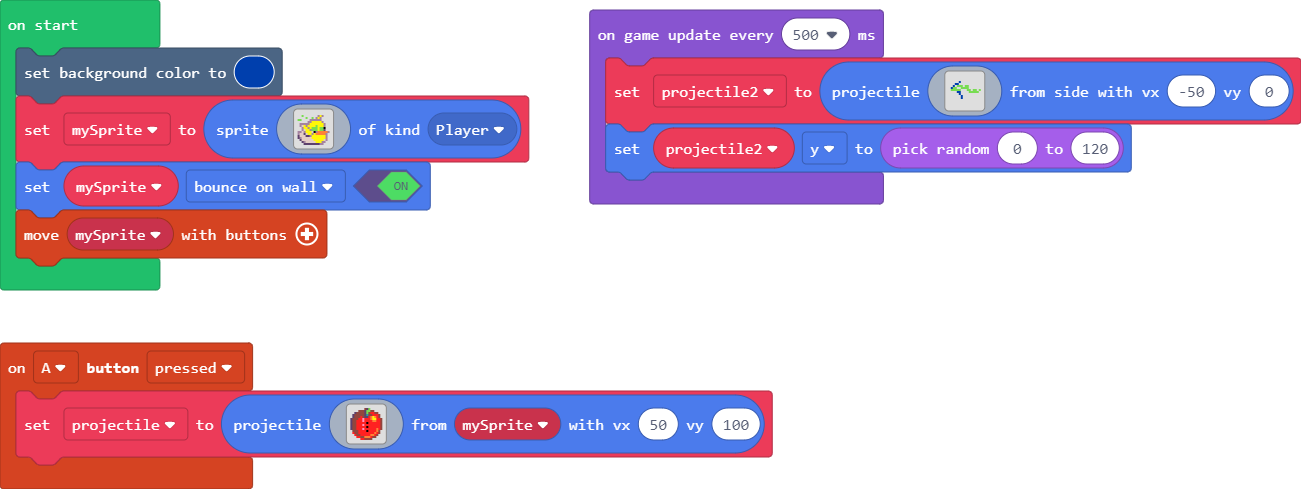 on start
set background color to
set mySprite to sprite of kind Player
set mySprite bounce on wall ON
move mySprite with buttons
on game update every 500 ms
set projectile2 to projectile from side with vx -50 vy 0
set projectile2 y to pick random 0 to 120
on A button pressed
set projectile to projectile from mySprite with vx 50 vy 100